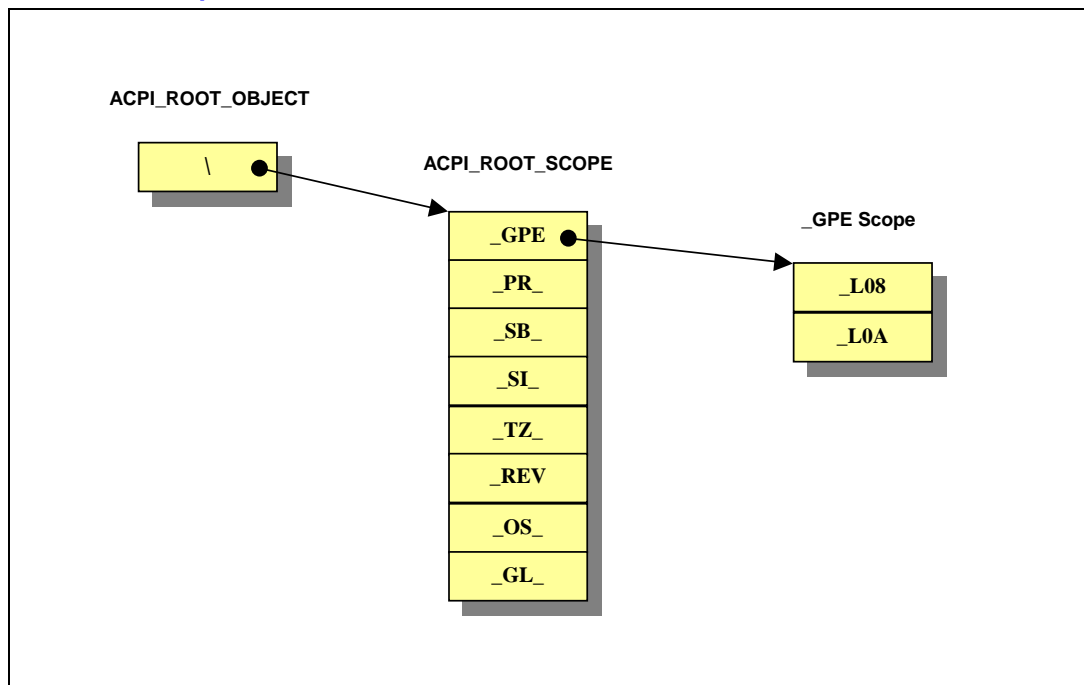 ACPI_ROOT_OBJECT
\
ACPI_ROOT_SCOPE
_GPE
_PR_
_SB_
_SI_
_TZ_
_REV
_OS_
_GL_
_GPE Scope
_L08
_L0A